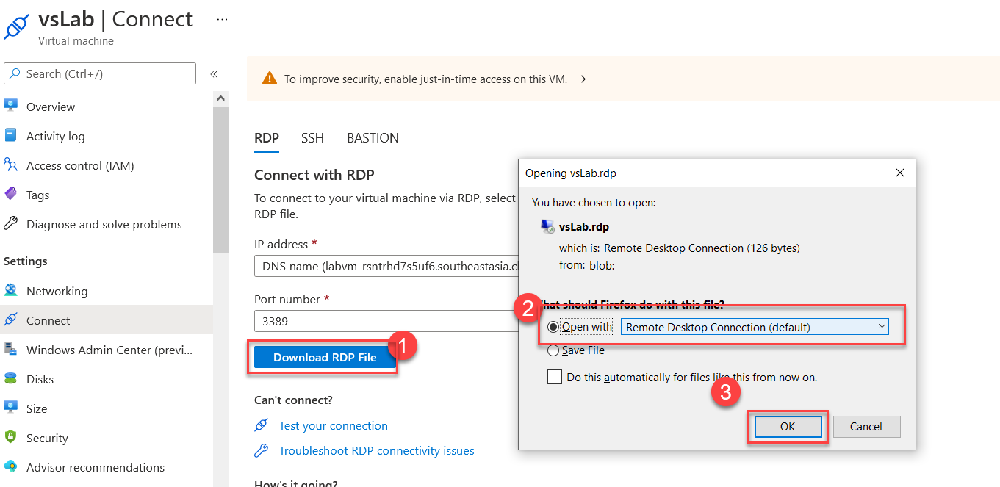 vsLab | Connect ...
Virtual machine
Search (Ctrl+/)
«
Overview
Activity log
Access control (IAM)
Tags
Diagnose and solve problems
Settings
Networking
Connect
Windows Admin Center (previ...
Disks
Size
Security
Advisor recommendations
To improve security, enable just-in-time access on this VM. →
RDP SSH BASTION
Connect with RDP
To connect to your virtual machine via RDP, select
RDP file.
IP address *
DNS name (labvm-rsntrhd7s5uf6.southeastasia.cl
Port number *
3389
Download RDP File
1
Can't connect?
Test your connection
Troubleshoot RDP connectivity issues
How's it going?
Opening vsLab.rdp
You have chosen to open:
vsLab.rdp
which is: Remote Desktop Connection (126 bytes)
from: blob:
What should Firefox do with this file?
2
Open with Remote Desktop Connection (default)
Save File
Do this automatically for files like this from now on.
3
OK Cancel